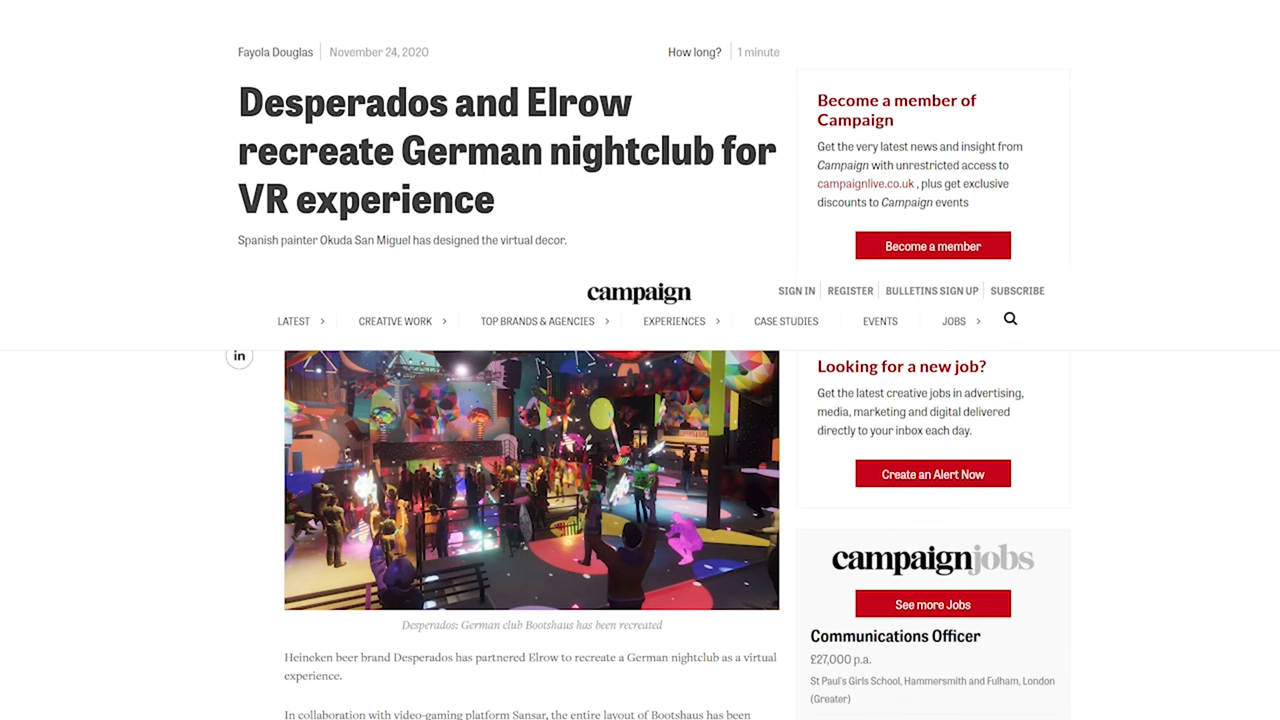 Fayola Douglas November 24, 2020 How long? 1 minute
Desperados and Elrow
recreate German nightclub for
VR experience
Spanish painter Okuda San Miguel has designed the virtual decor.
Become a member of
Campaign
Get the very latest news and insight from
Campaign with unrestricted access to
campaignlive.co.uk , plus get exclusive
discounts to Campaign events
Become a member
campaign
SIGN IN REGISTER BULLETINS SIGN UP SUBSCRIBE
LATEST CREATIVE WORK TOP BRANDS & AGENCIES EXPERIENCES CASE STUDIES EVENTS JOBS
in
Desperados: German club Bootshaus has been recreated
Heineken beer brand Desperados has partnered Elrow to recreate a German nightclub as a virtual
experience.
In collaboration with video-gaming platform Sansar, the entire layout of Bootshaus has been
Looking for a new job?
Get the latest creative jobs in advertising,
media, marketing and digital delivered
directly to your inbox each day.
Create an Alert Now
campaignjobs
See more Jobs
Communications Officer
£27,000 p.a.
St Paul's Girls School, Hammersmith and Fulham, London
(Greater)